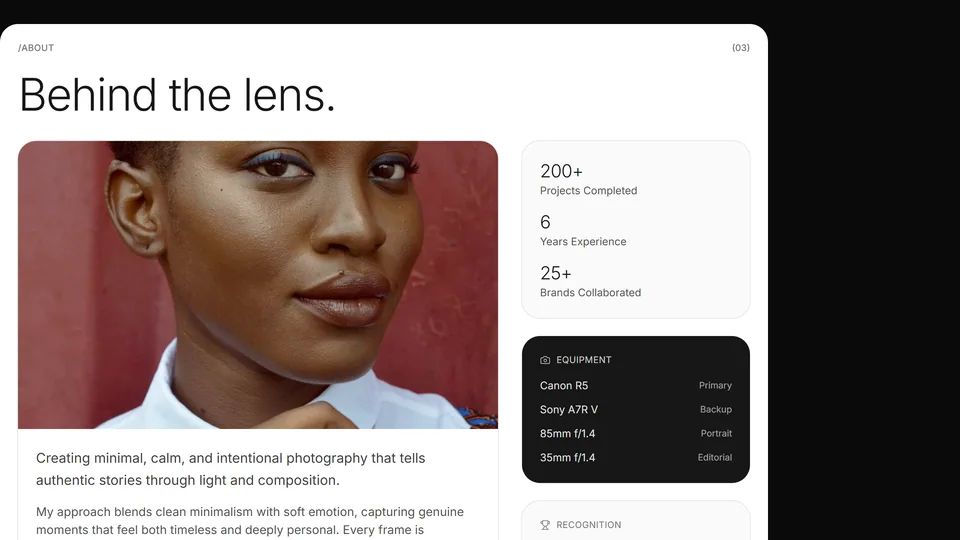 /ABOUT
(03)
Behind the lens.
200+
Projects Completed
6
Years Experience
25+
Brands Collaborated
EQUIPMENT
Canon R5 Primary
Sony A7R V Backup
85mm f/1.4 Portrait
35mm f/1.4 Editorial
Creating minimal, calm, and intentional photography that tells
authentic stories through light and composition.
My approach blends clean minimalism with soft emotion, capturing genuine
moments that feel both timeless and deeply personal. Every frame is
RECOGNITION